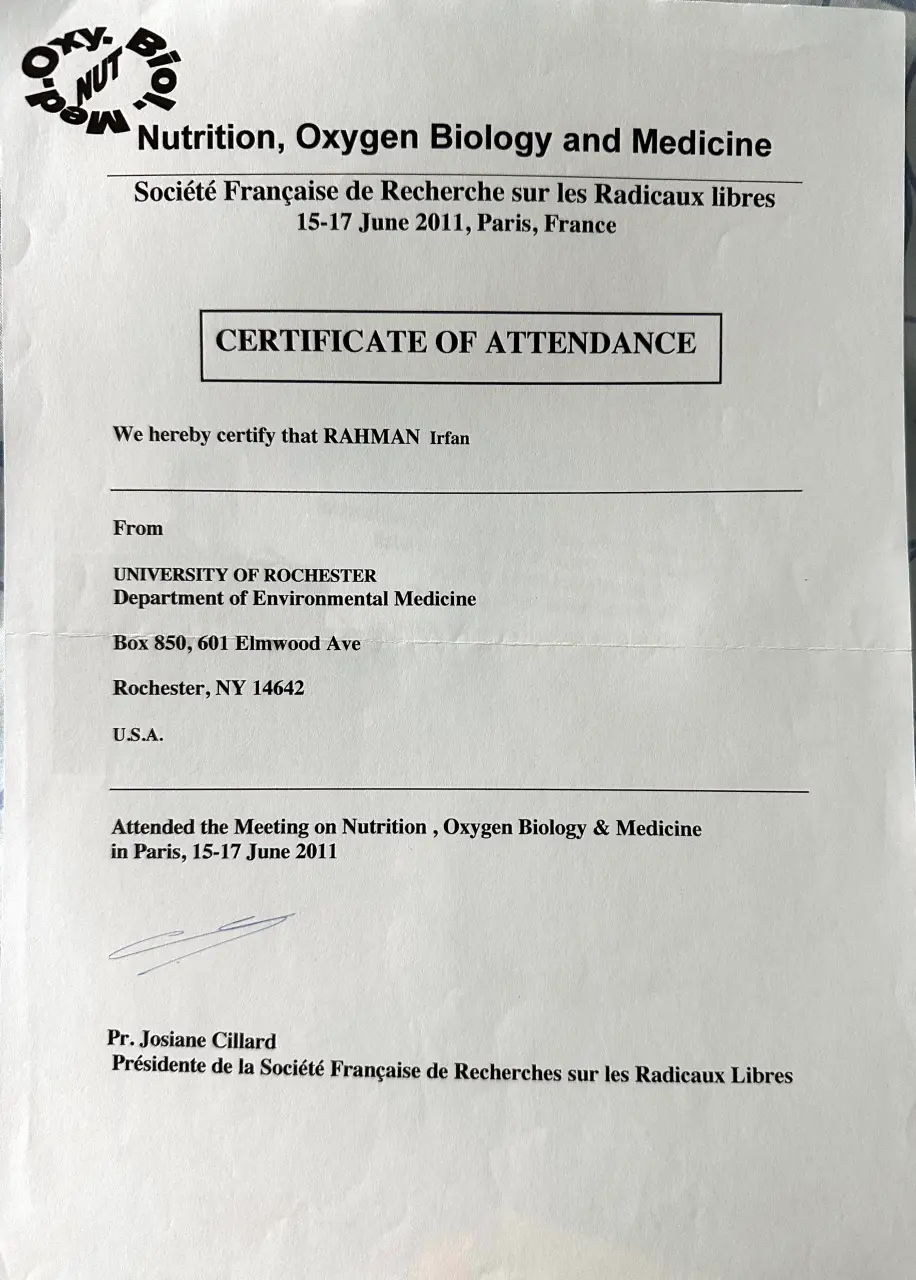 Oxy. Biol. Med. NUT
Nutrition, Oxygen Biology and Medicine
Société Française de Recherche sur les Radicaux libres
15-17 June 2011, Paris, France
CERTIFICATE OF ATTENDANCE
We hereby certify that RAHMAN Irfan
From
UNIVERSITY OF ROCHESTER
Department of Environmental Medicine
Box 850, 601 Elmwood Ave
Rochester, NY 14642
U.S.A.
Attended the Meeting on Nutrition , Oxygen Biology & Medicine
in Paris, 15-17 June 2011
Pr. Josiane Cillard
Présidente de la Société Française de Recherches sur les Radicaux Libres